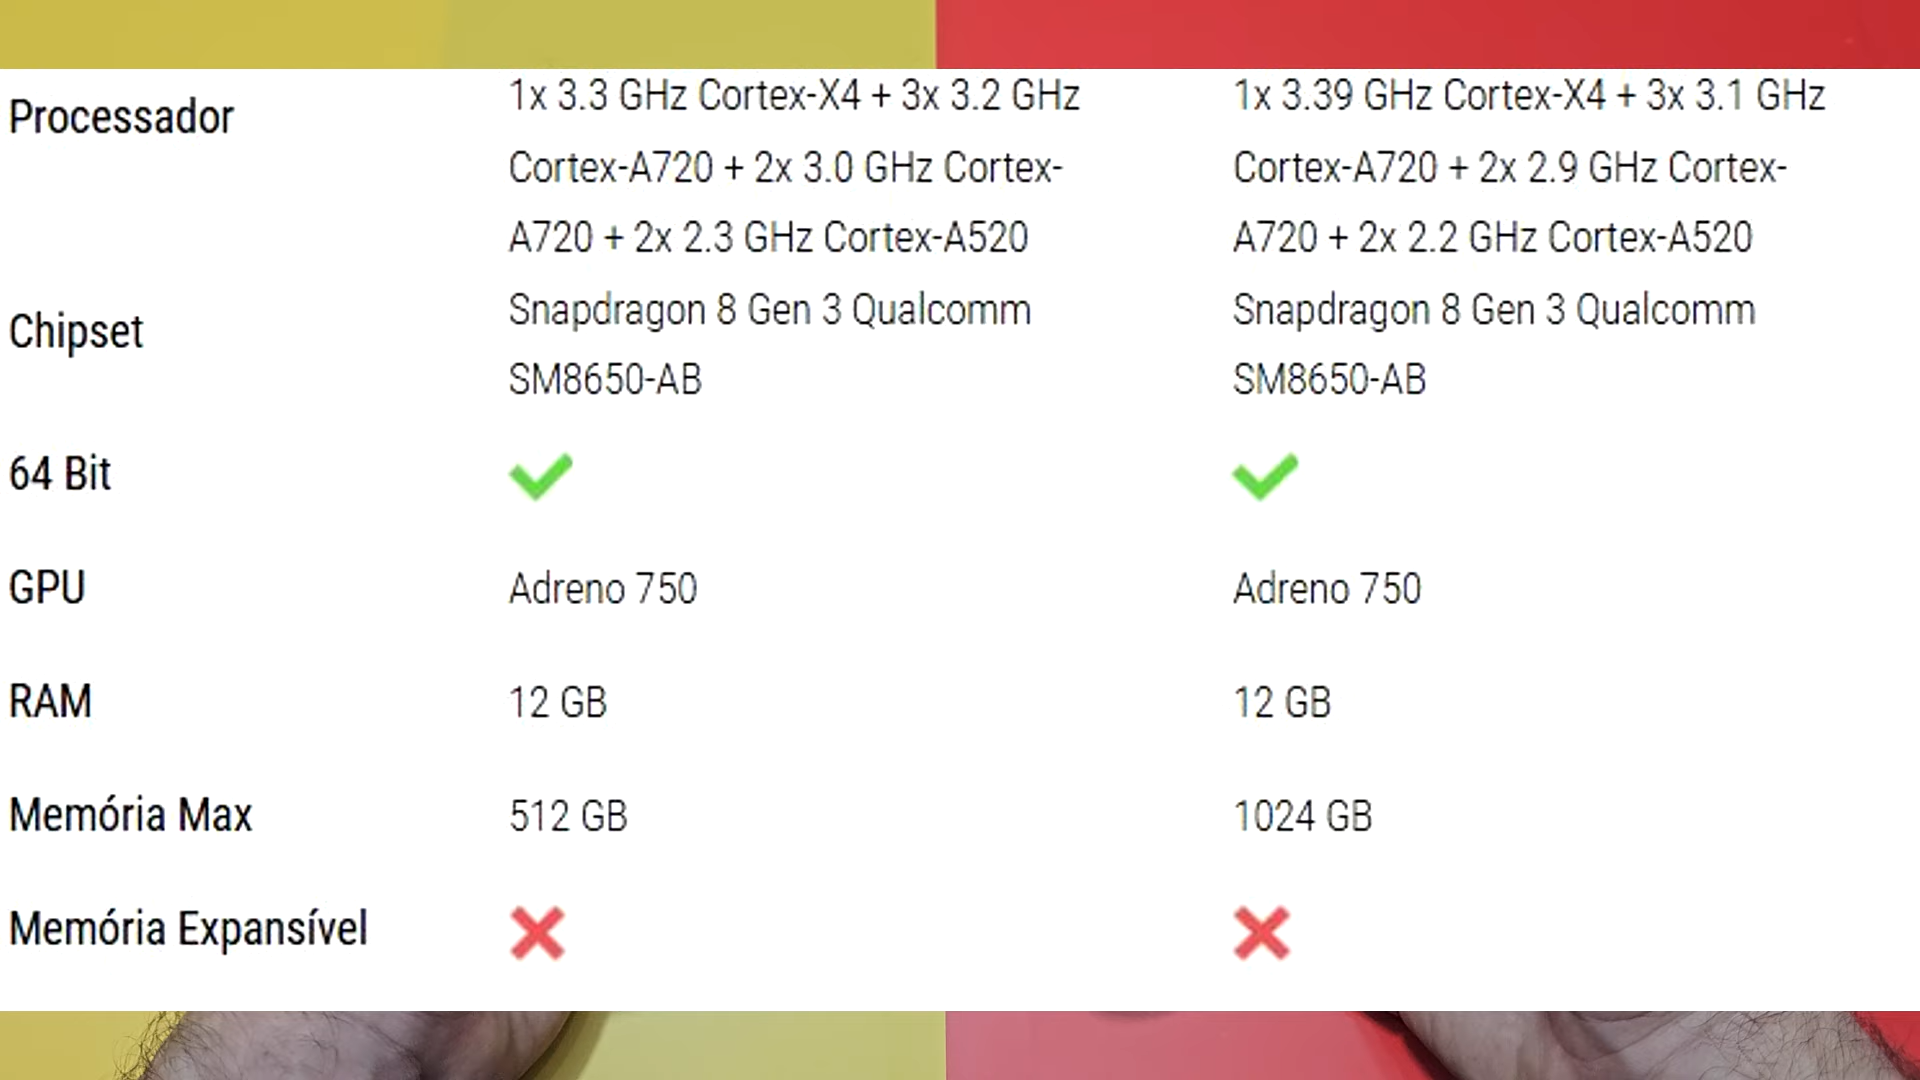 Processador
1x 3.3 GHz Cortex-X4 + 3x 3.2 GHz
Cortex-A720 + 2x 3.0 GHz Cortex-
A720 + 2x 2.3 GHz Cortex-A520
1x 3.39 GHz Cortex-X4 + 3x 3.1 GHz
Cortex-A720 + 2x 2.9 GHz Cortex-
A720 + 2x 2.2 GHz Cortex-A520
Chipset
Snapdragon 8 Gen 3 Qualcomm
SM8650-AB
Snapdragon 8 Gen 3 Qualcomm
SM8650-AB
64 Bit
GPU
Adreno 750
Adreno 750
RAM
12 GB
12 GB
Memória Max
512 GB
1024 GB
Memória Expansível